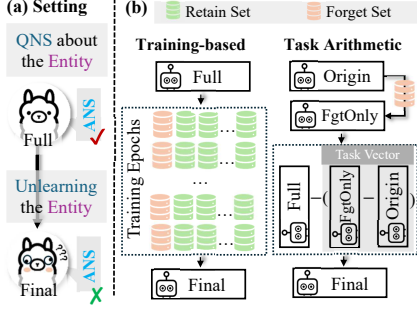 (a) Setting
QNS about
the Entity
ANS
Full
Unlearning
the Entity
???
ANS
Final
(b)
Retain Set
Forget Set
Training-based
Full
Training Epochs
...
...
...
...
...
Final
Task Arithmetic
Origin
FgtOnly
Task Vector
Full
−(
FgtOnly
−
Origin
)
Final